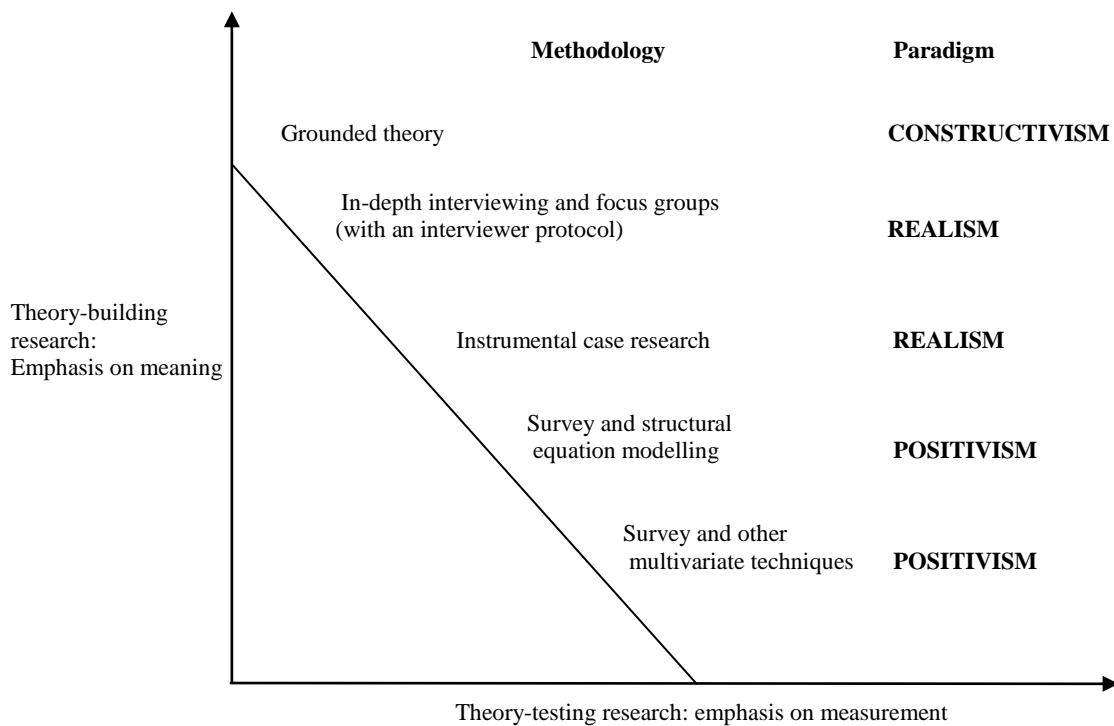 Methodology
Paradigm
Grounded theory
CONSTRUCTIVISM
In-depth interviewing and focus groups
(with an interviewer protocol)
REALISM
Theory-building
research:
Emphasis on meaning
Instrumental case research
REALISM
Survey and structural
equation modelling
POSITIVISM
Survey and other
multivariate techniques
POSITIVISM
Theory-testing research: emphasis on measurement